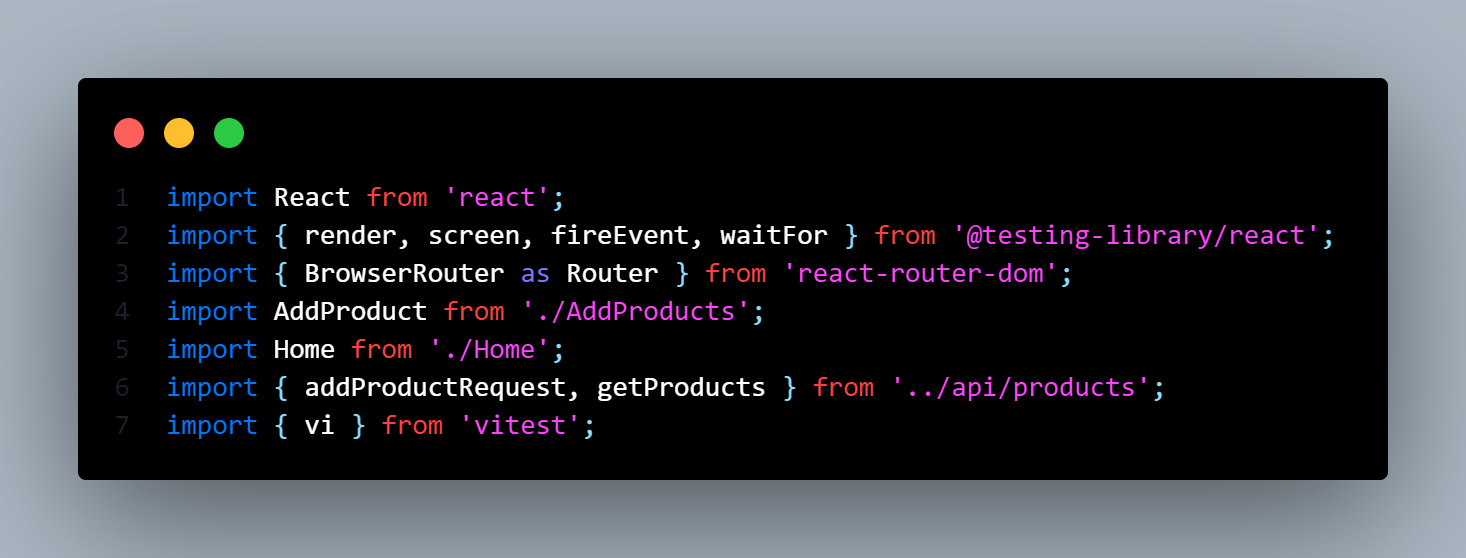 1 import React from 'react';
2 import { render, screen, fireEvent, waitFor } from '@testing-library/react';
3 import { BrowserRouter as Router } from 'react-router-dom';
4 import AddProduct from './AddProducts';
5 import Home from './Home';
6 import { addProductRequest, getProducts } from '../api/products';
7 import { vi } from 'vitest';